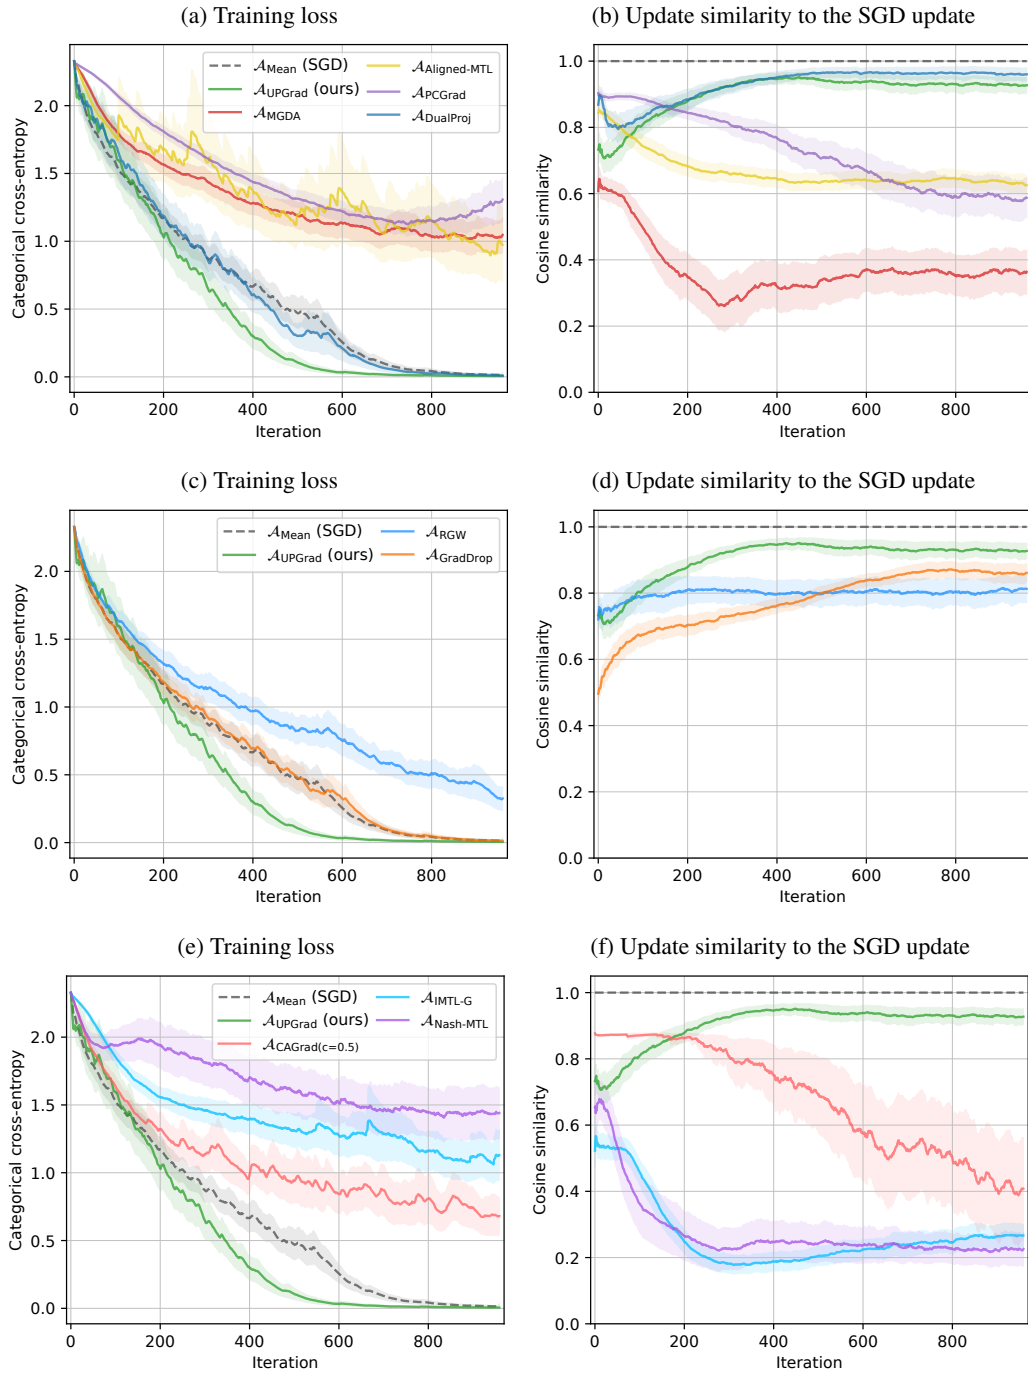 (a) Training loss
(b) Update similarity to the SGD update
Categorical cross-entropy
2.0
1.5
1.0
0.5
0.0
0 200 400 600 800
Iteration
𝒜Mean (SGD)
𝒜UPGrad (ours)
𝒜MGDA
𝒜Aligned-MTL
𝒜PCGrad
𝒜DualProj
Cosine similarity
1.0
0.8
0.6
0.4
0.2
0.0
0 200 400 600 800
Iteration
(c) Training loss
(d) Update similarity to the SGD update
Categorical cross-entropy
2.0
1.5
1.0
0.5
0.0
0 200 400 600 800
Iteration
𝒜Mean (SGD)
𝒜UPGrad (ours)
𝒜RGW
𝒜GradDrop
Cosine similarity
1.0
0.8
0.6
0.4
0.2
0.0
0 200 400 600 800
Iteration
(e) Training loss
(f) Update similarity to the SGD update
Categorical cross-entropy
2.0
1.5
1.0
0.5
0.0
0 200 400 600 800
Iteration
𝒜Mean (SGD)
𝒜UPGrad (ours)
𝒜CAGrad(c=0.5)
𝒜IMTL-G
𝒜Nash-MTL
Cosine similarity
1.0
0.8
0.6
0.4
0.2
0.0
0 200 400 600 800
Iteration